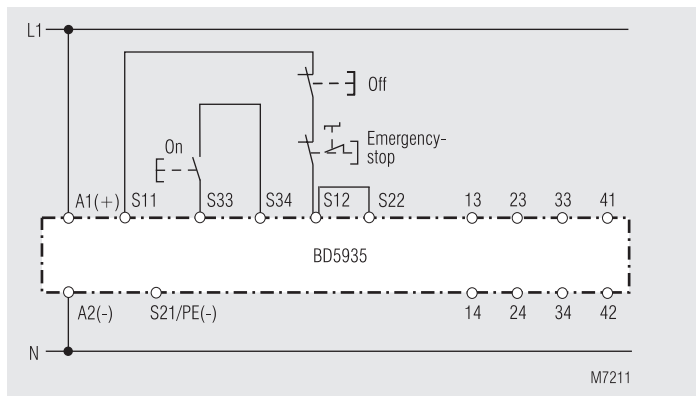 L1
Off
On
Emergency-
stop
A1(+) S11 S33 S34 S12 S22 13 23 33 41
BD5935
A2(-) S21/PE(-) 14 24 34 42
N
M7211